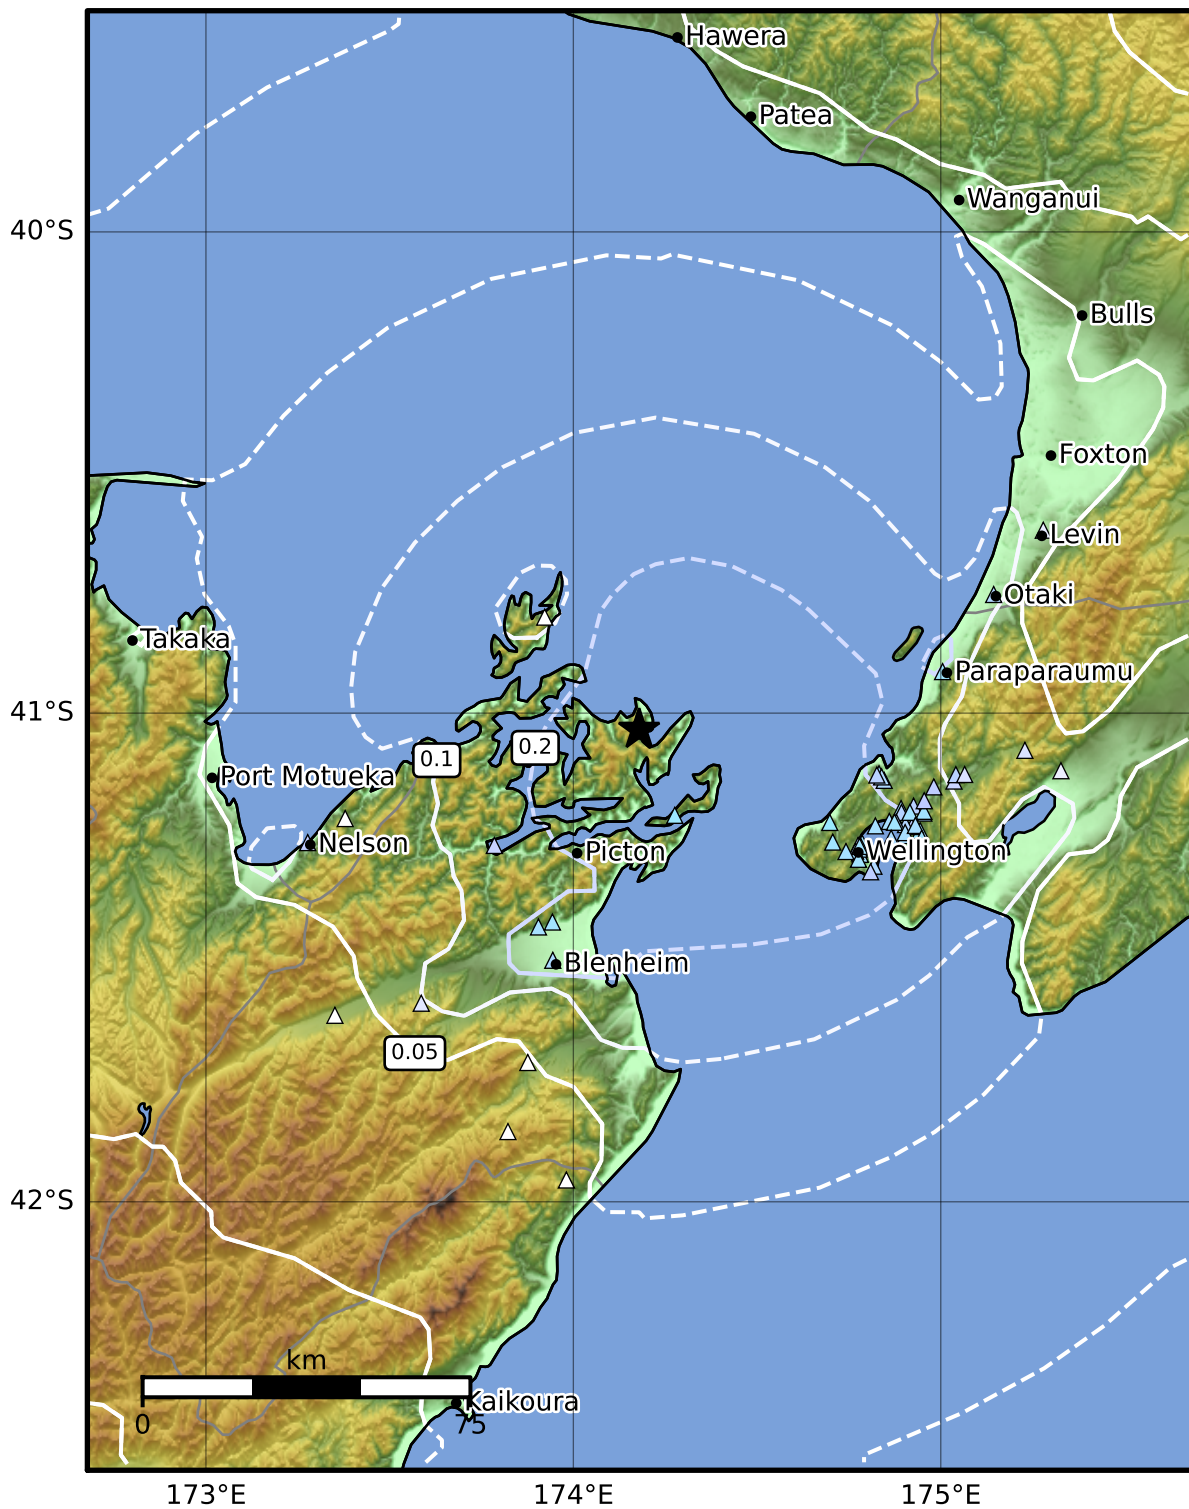 Hawera
Patea
Wanganui
40°S
Bulls
Foxton
Levin
Otaki
Takaka
Paraparaumu
41°S
0.2
0.1
Port Motueka
Nelson
Picton
Wellington
Blenheim
0.05
42°S
km
Kaikoura
0
75
173°E
174°E
175°E